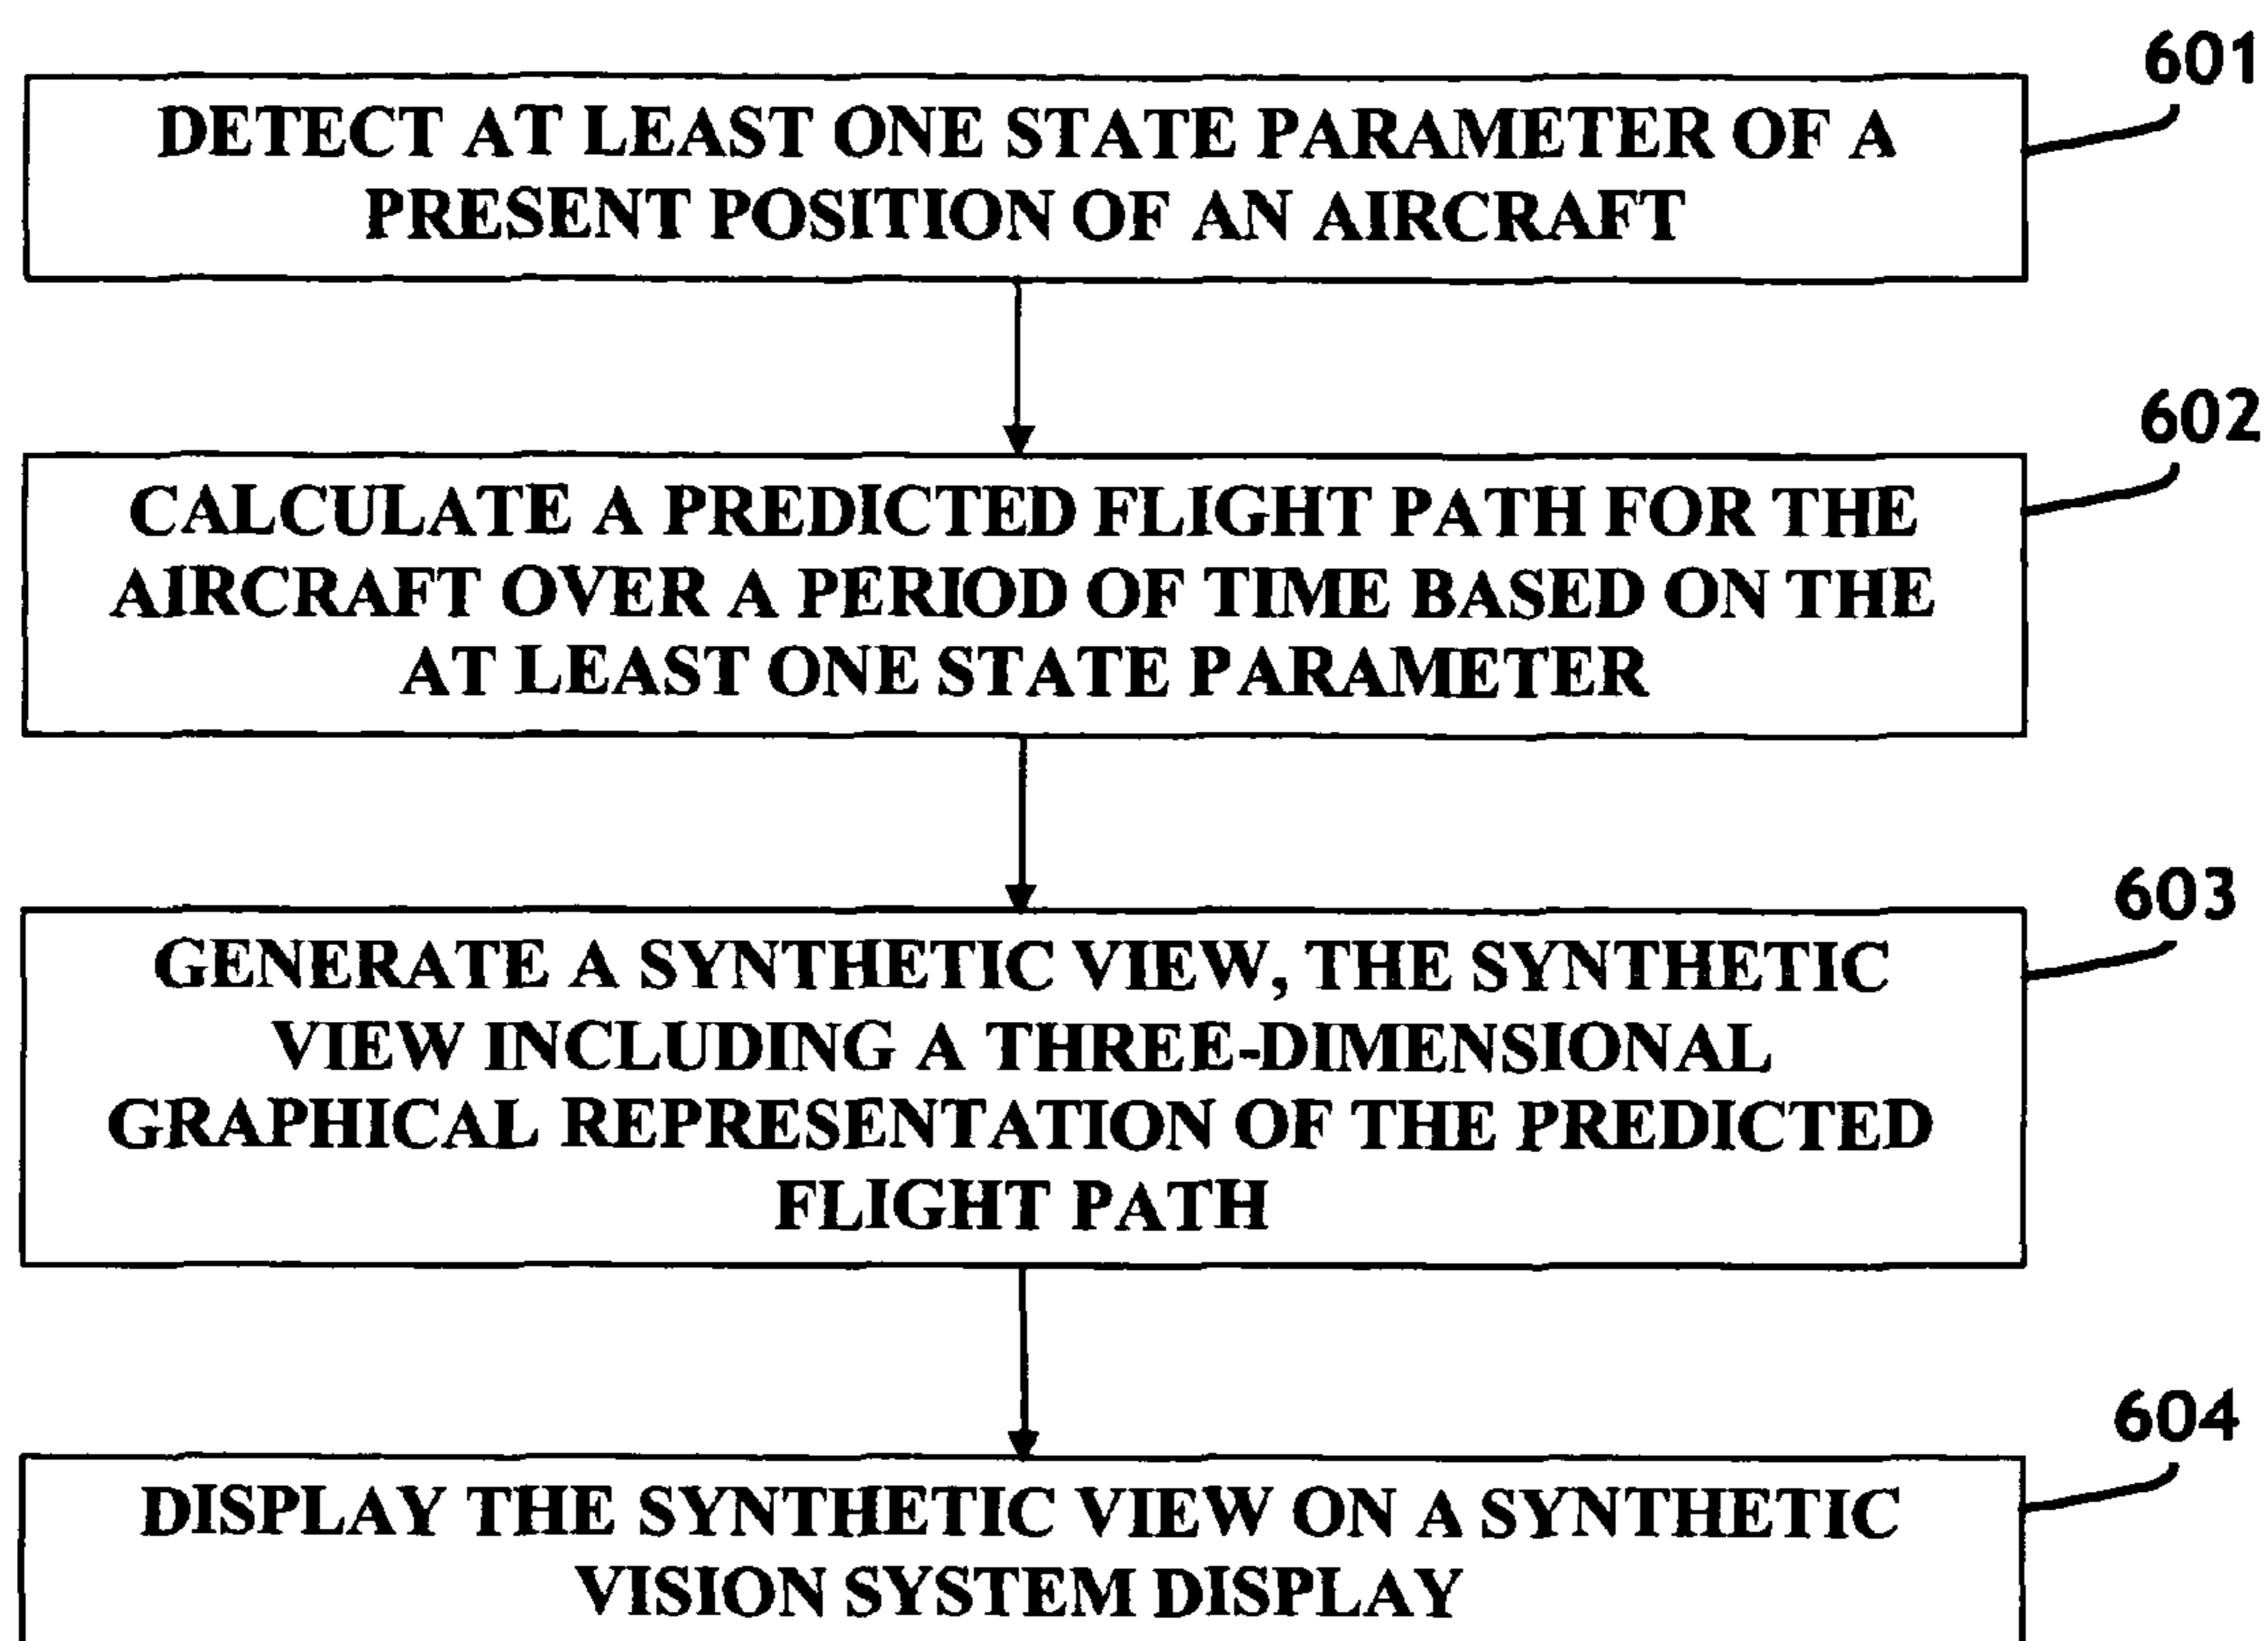 601
DETECT AT LEAST ONE STATE PARAMETER OF A
PRESENT POSITION OF AN AIRCRAFT
602
CALCULATE A PREDICTED FLIGHT PATH FOR THE
AIRCRAFT OVER A PERIOD OF TIME BASED ON THE
AT LEAST ONE STATE PARAMETER
603
GENERATE A SYNTHETIC VIEW, THE SYNTHETIC
VIEW INCLUDING A THREE-DIMENSIONAL
GRAPHICAL REPRESENTATION OF THE PREDICTED
FLIGHT PATH
604
DISPLAY THE SYNTHETIC VIEW ON A SYNTHETIC
VISION SYSTEM DISPLAY